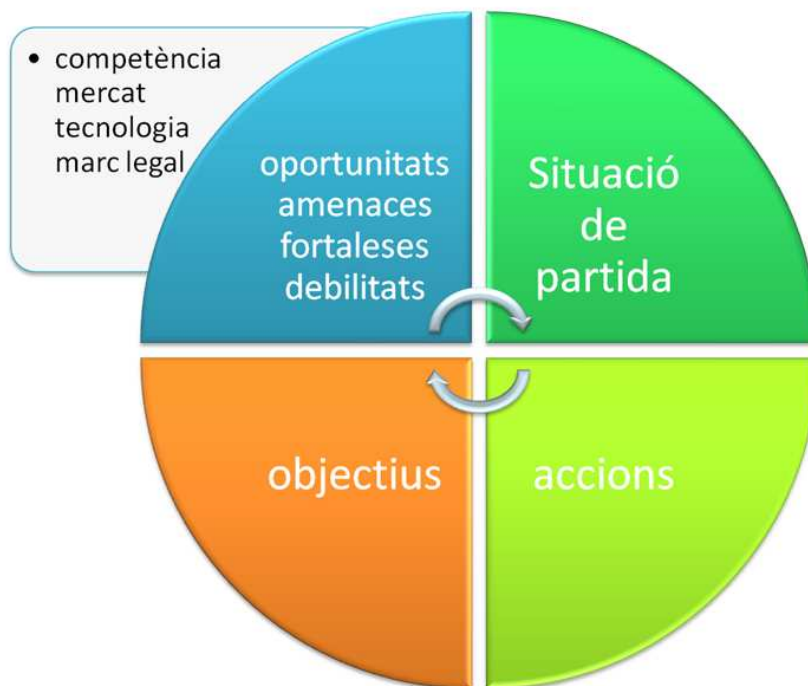 • competència
mercat
tecnologia
marc legal
oportunitats
amenaces
fortaleses
debilitats
Situació
de
partida
objectius
accions